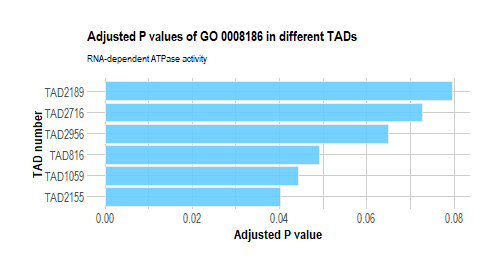 Adjusted P values of GO 0008186 in different TADs
RNA-dependent ATPase activity
TAD number
TAD2189
TAD2716
TAD2956
TAD816
TAD1059
TAD2155
0.00 0.02 0.04 0.06 0.08
Adjusted P value